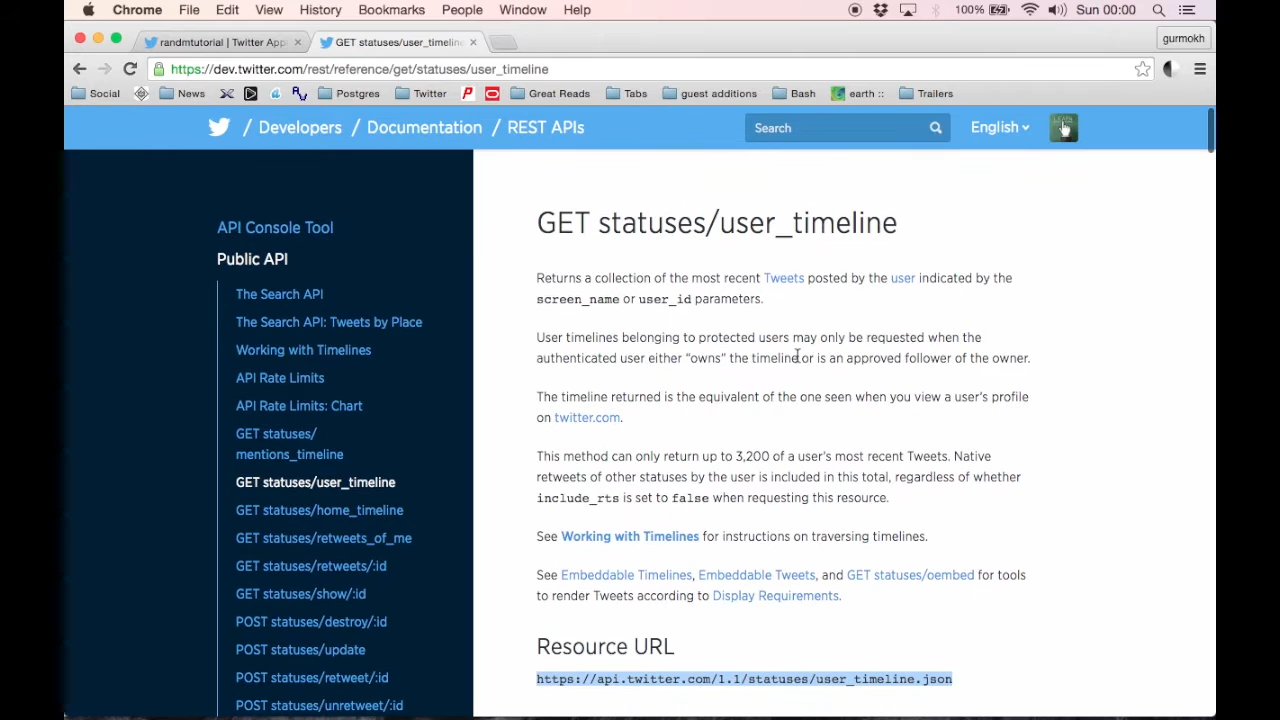 Chrome File Edit View History Bookmarks People Window Help 100% Sun 00:00
randmtutorial | Twitter App × GET statuses/user_timeline × gurmokh
https://dev.twitter.com/rest/reference/get/statuses/user_timeline
Social News Postgres Twitter Great Reads Tabs guest additions Bash earth :: Trailers
/ Developers / Documentation / REST APIs Search English
API Console Tool
Public API
The Search API
The Search API: Tweets by Place
Working with Timelines
API Rate Limits
API Rate Limits: Chart
GET statuses/
mentions_timeline
GET statuses/user_timeline
GET statuses/home_timeline
GET statuses/retweets_of_me
GET statuses/retweets/:id
GET statuses/show/:id
POST statuses/destroy/:id
POST statuses/update
POST statuses/retweet/:id
POST statuses/unretweet/:id
GET statuses/user_timeline
Returns a collection of the most recent Tweets posted by the user indicated by the
screen_name or user_id parameters.
User timelines belonging to protected users may only be requested when the
authenticated user either “owns” the timeline or is an approved follower of the owner.
The timeline returned is the equivalent of the one seen when you view a user’s profile
on twitter.com.
This method can only return up to 3,200 of a user’s most recent Tweets. Native
retweets of other statuses by the user is included in this total, regardless of whether
include_rts is set to false when requesting this resource.
See Working with Timelines for instructions on traversing timelines.
See Embeddable Timelines, Embeddable Tweets, and GET statuses/oembed for tools
to render Tweets according to Display Requirements.
Resource URL
https://api.twitter.com/1.1/statuses/user_timeline.json